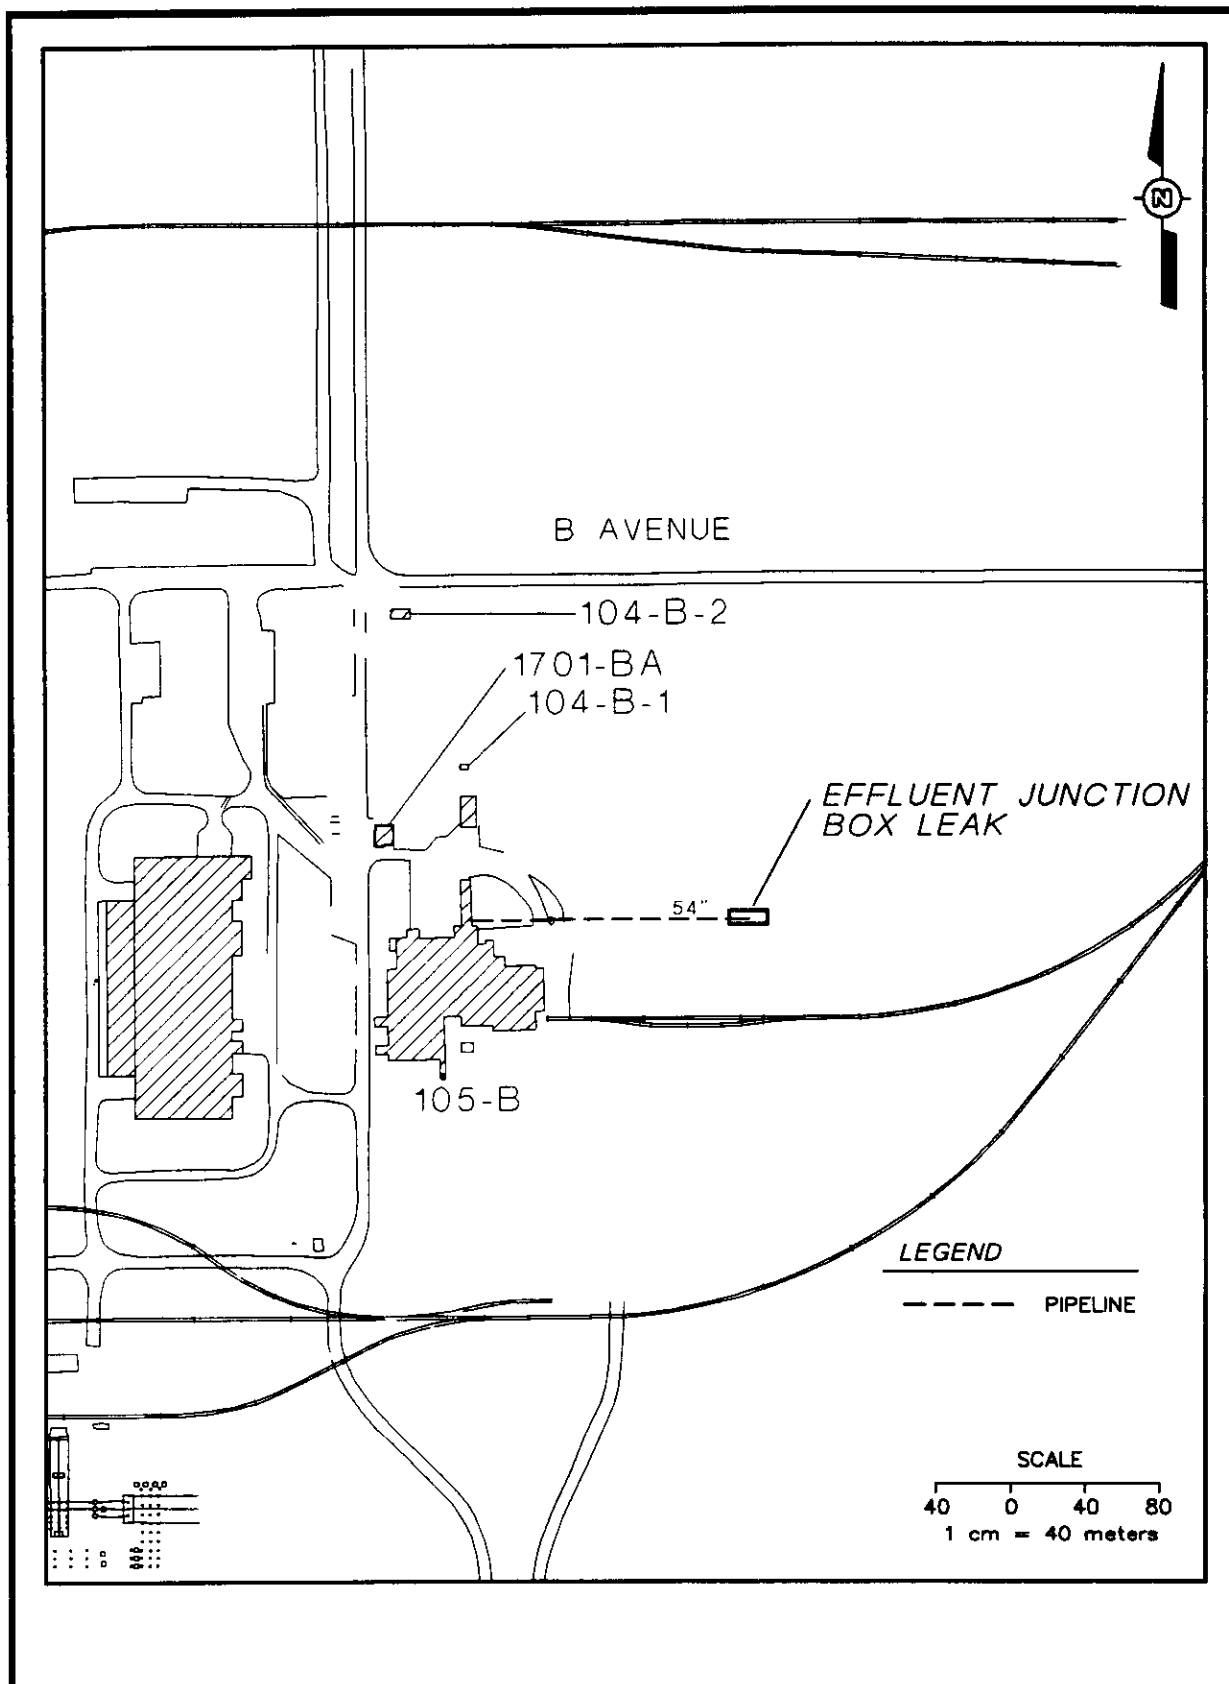 N
B AVENUE
104-B-2
1701-BA
104-B-1
EFFLUENT JUNCTION
BOX LEAK
54"
105-B
LEGEND
PIPELINE
SCALE
40 0 40 80
1 cm = 40 meters